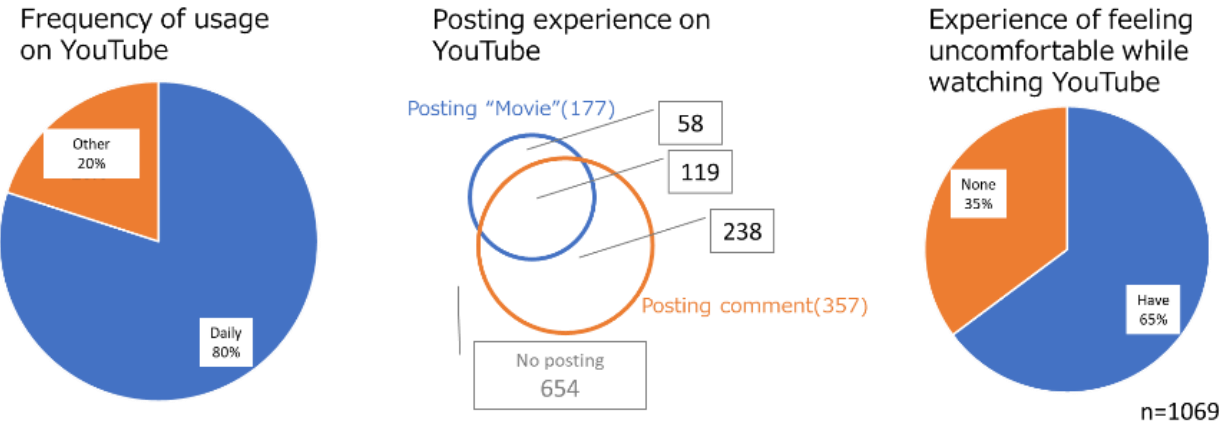 Frequency of usage
on YouTube
Other
20%
Daily
80%
Posting experience on
YouTube
Posting “Movie”(177)
58
119
238
Posting comment(357)
No posting
654
Experience of feeling
uncomfortable while
watching YouTube
None
35%
Have
65%
n=1069